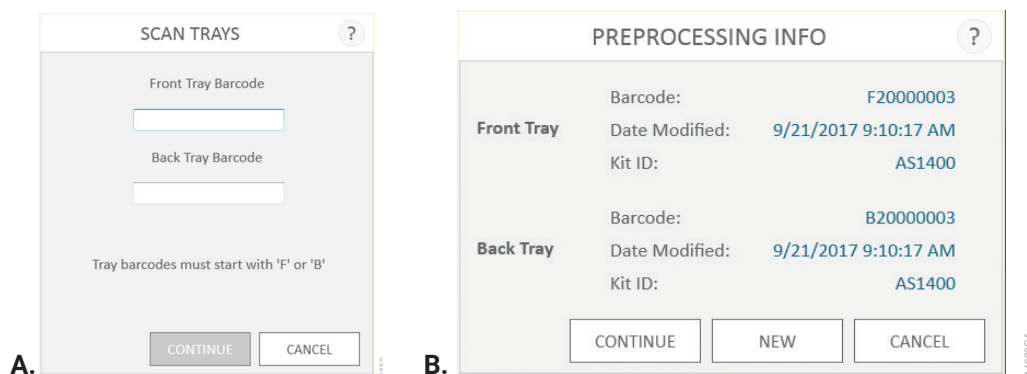 SCAN TRAYS ?
Front Tray Barcode
Back Tray Barcode
Tray barcodes must start with 'F' or 'B'
CONTINUE CANCEL
A.
PREPROCESSING INFO ?
Front Tray
Barcode: F20000003
Date Modified: 9/21/2017 9:10:17 AM
Kit ID: AS1400
Back Tray
Barcode: B20000003
Date Modified: 9/21/2017 9:10:17 AM
Kit ID: AS1400
CONTINUE NEW CANCEL
B.